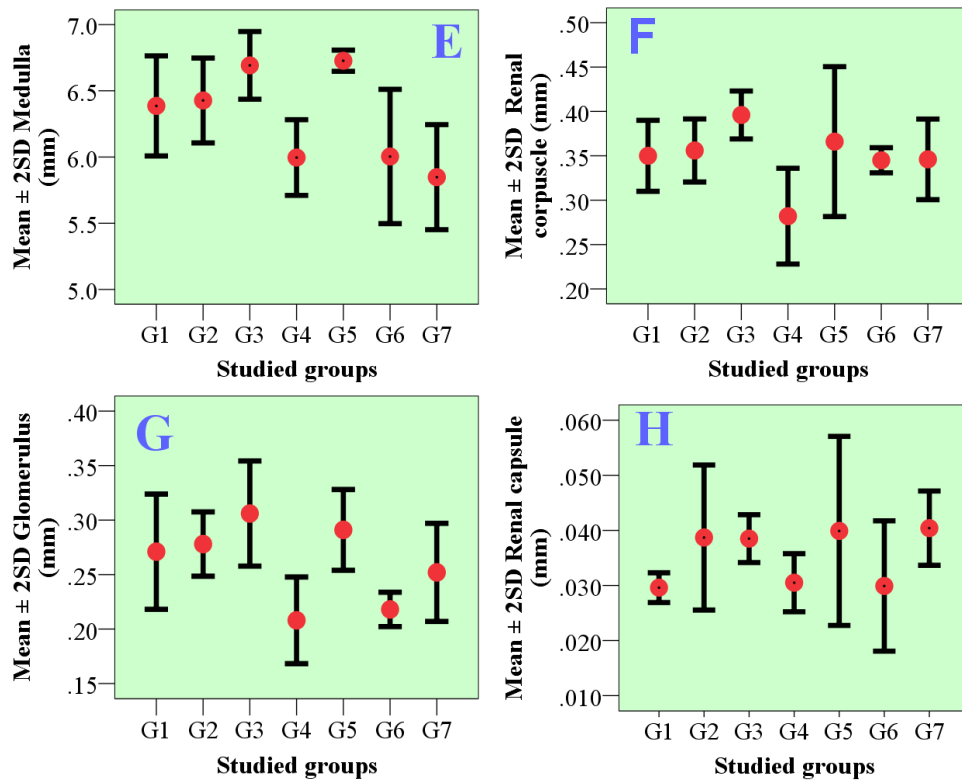 E
Mean ± 2SD Medulla
(mm)
7.0
6.5
6.0
5.5
5.0
G1 G2 G3 G4 G5 G6 G7
Studied groups
F
Mean ± 2SD Renal
corpuscle (mm)
.50
.45
.40
.35
.30
.25
.20
G1 G2 G3 G4 G5 G6 G7
Studied groups
G
Mean ± 2SD Glomerulus
(mm)
.40
.35
.30
.25
.20
.15
G1 G2 G3 G4 G5 G6 G7
Studied groups
H
Mean ± 2SD Renal capsule
(mm)
.060
.050
.040
.030
.020
.010
G1 G2 G3 G4 G5 G6 G7
Studied groups